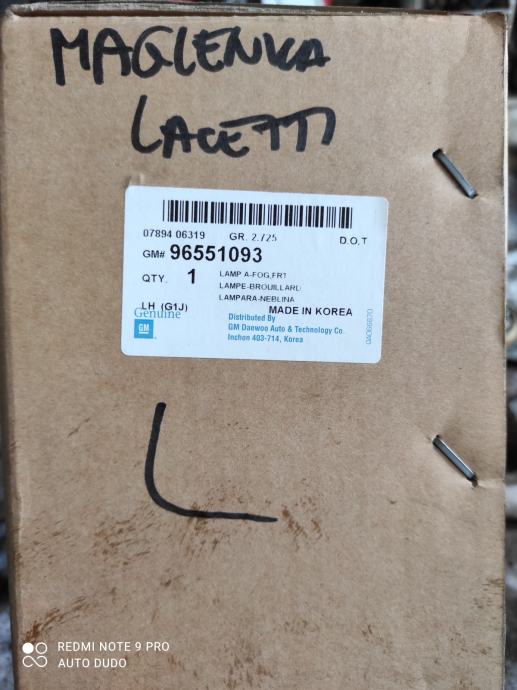 MAGLENKA
LACETTI
07894 06319 GR. 2.725 D.O.T
GM# 96551093
QTY. 1 LAMP A-FOG,FRT
LAMPE-BROUILLARD
LAMPARA-NEBLINA
LH (G1J) MADE IN KOREA
Genuine
GM
Distributed By
GM Daewoo Auto & Technology Co.
Inchon 403-714, Korea
L
REDMI NOTE 9 PRO
AUTO DUDO